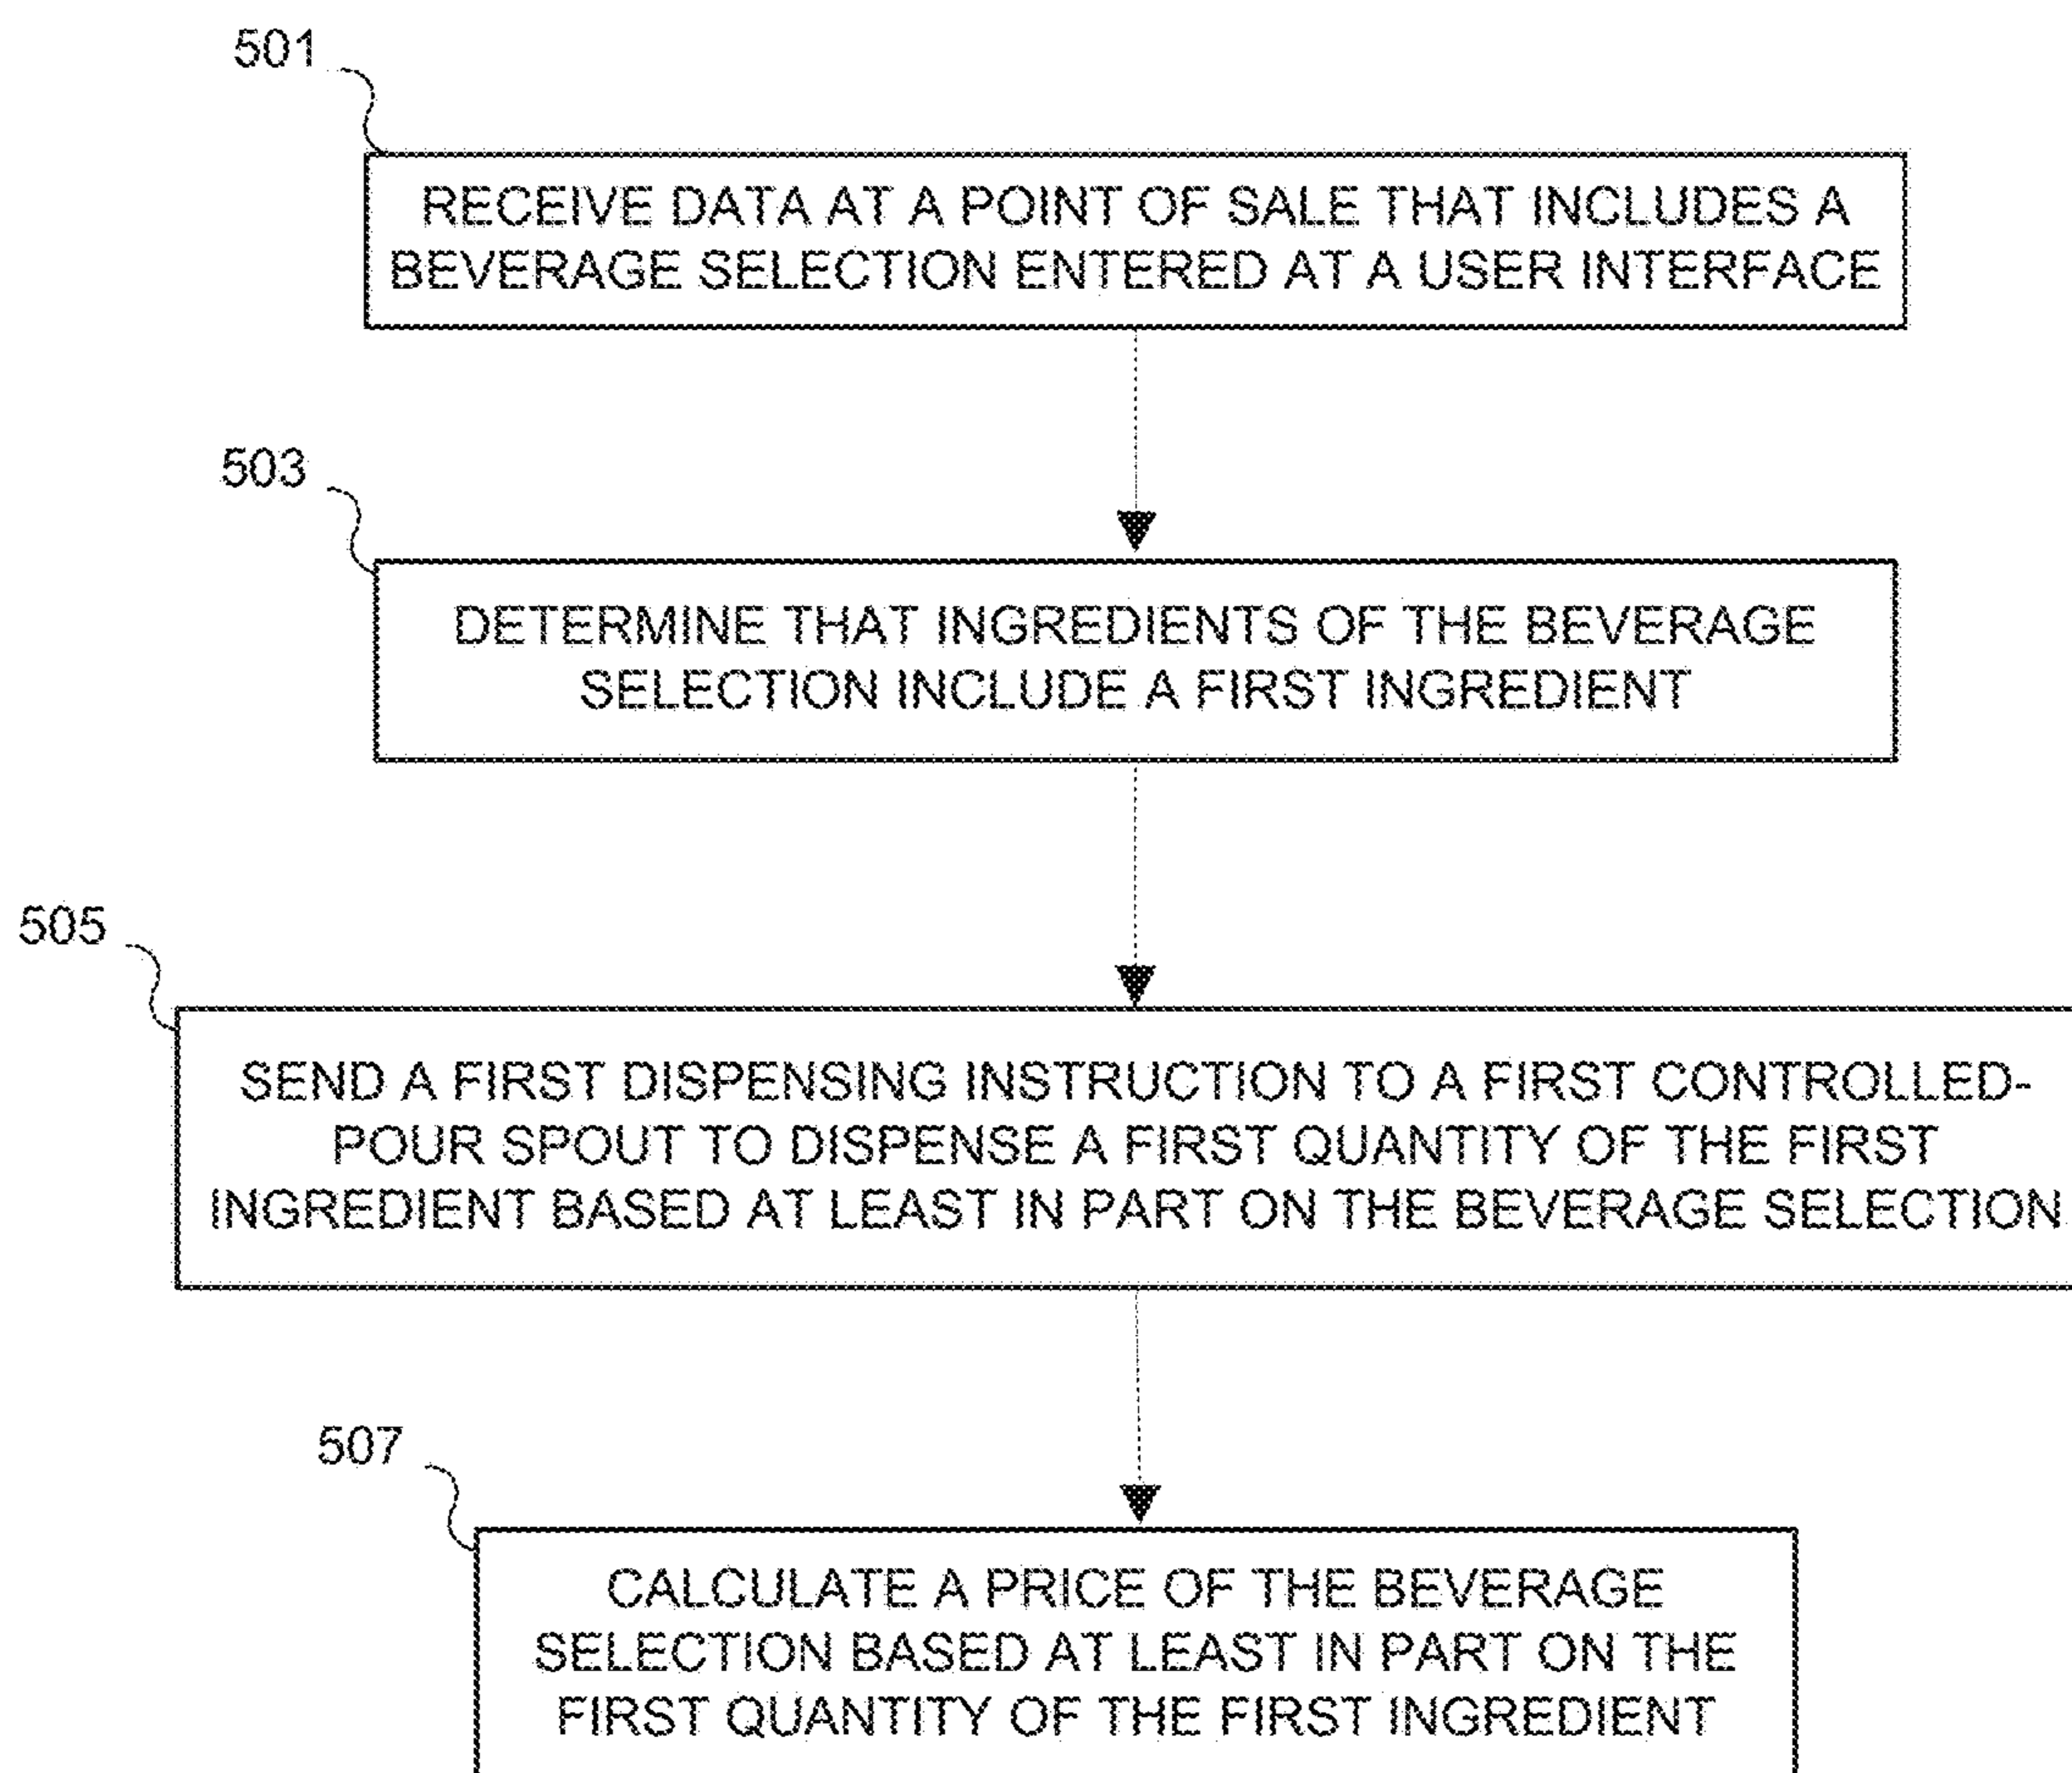 501
RECEIVE DATA AT A POINT OF SALE THAT INCLUDES A
BEVERAGE SELECTION ENTERED AT A USER INTERFACE
503
DETERMINE THAT INGREDIENTS OF THE BEVERAGE
SELECTION INCLUDE A FIRST INGREDIENT
505
SEND A FIRST DISPENSING INSTRUCTION TO A FIRST CONTROLLED-
POUR SPOUT TO DISPENSE A FIRST QUANTITY OF THE FIRST
INGREDIENT BASED AT LEAST IN PART ON THE BEVERAGE SELECTION
507
CALCULATE A PRICE OF THE BEVERAGE
SELECTION BASED AT LEAST IN PART ON THE
FIRST QUANTITY OF THE FIRST INGREDIENT